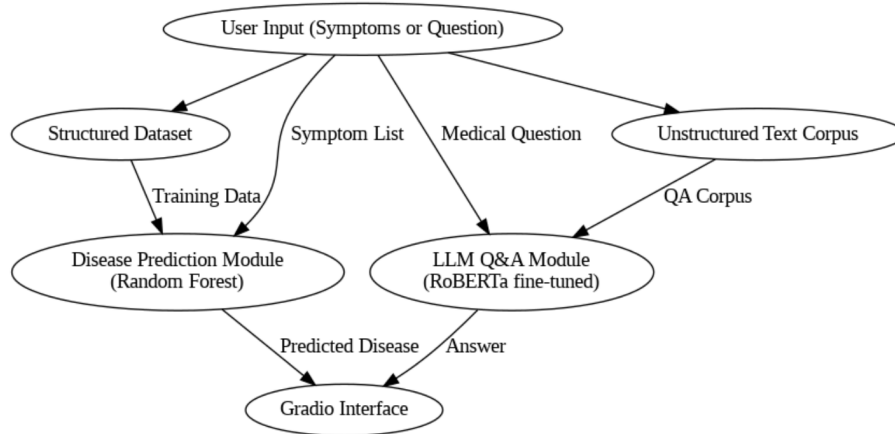 User Input (Symptoms or Question)
Structured Dataset
Symptom List
Medical Question
Unstructured Text Corpus
Training Data
QA Corpus
Disease Prediction Module
(Random Forest)
LLM Q&A Module
(RoBERTa fine-tuned)
Predicted Disease
Answer
Gradio Interface